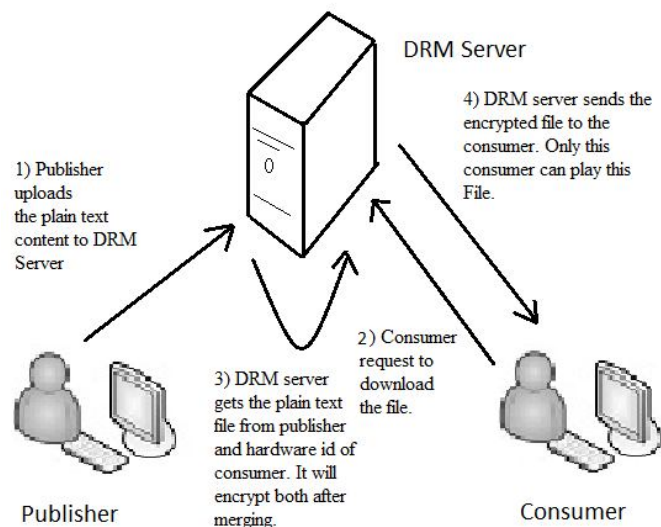 DRM Server
4) DRM server sends the
encrypted file to the
consumer. Only this
consumer can play this
File.
1) Publisher
uploads
the plain text
content to DRM
Server
2) Consumer
request to
download
the file.
3) DRM server
gets the plain text
file from publisher
and hardware id of
consumer. It will
encrypt both after
merging.
Publisher
Consumer